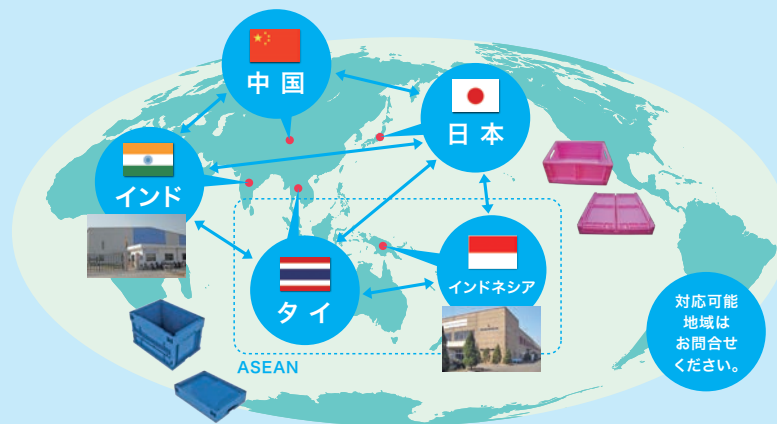 中国
日本
インド
タイ
インドネシア
ASEAN
対応可能
地域は
お問合せ
ください。